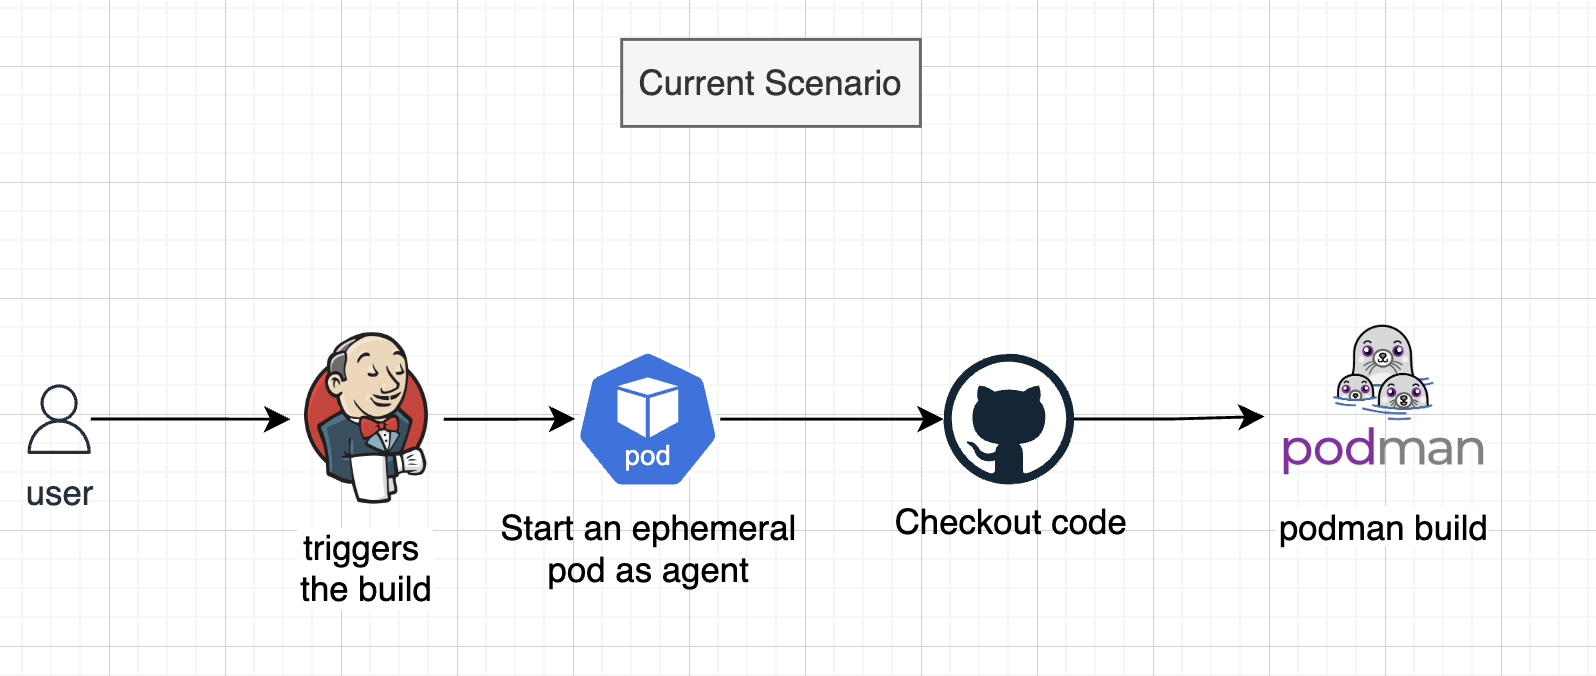 Current Scenario
user
triggers
the build
pod
Start an ephemeral
pod as agent
Checkout code
podman
podman build